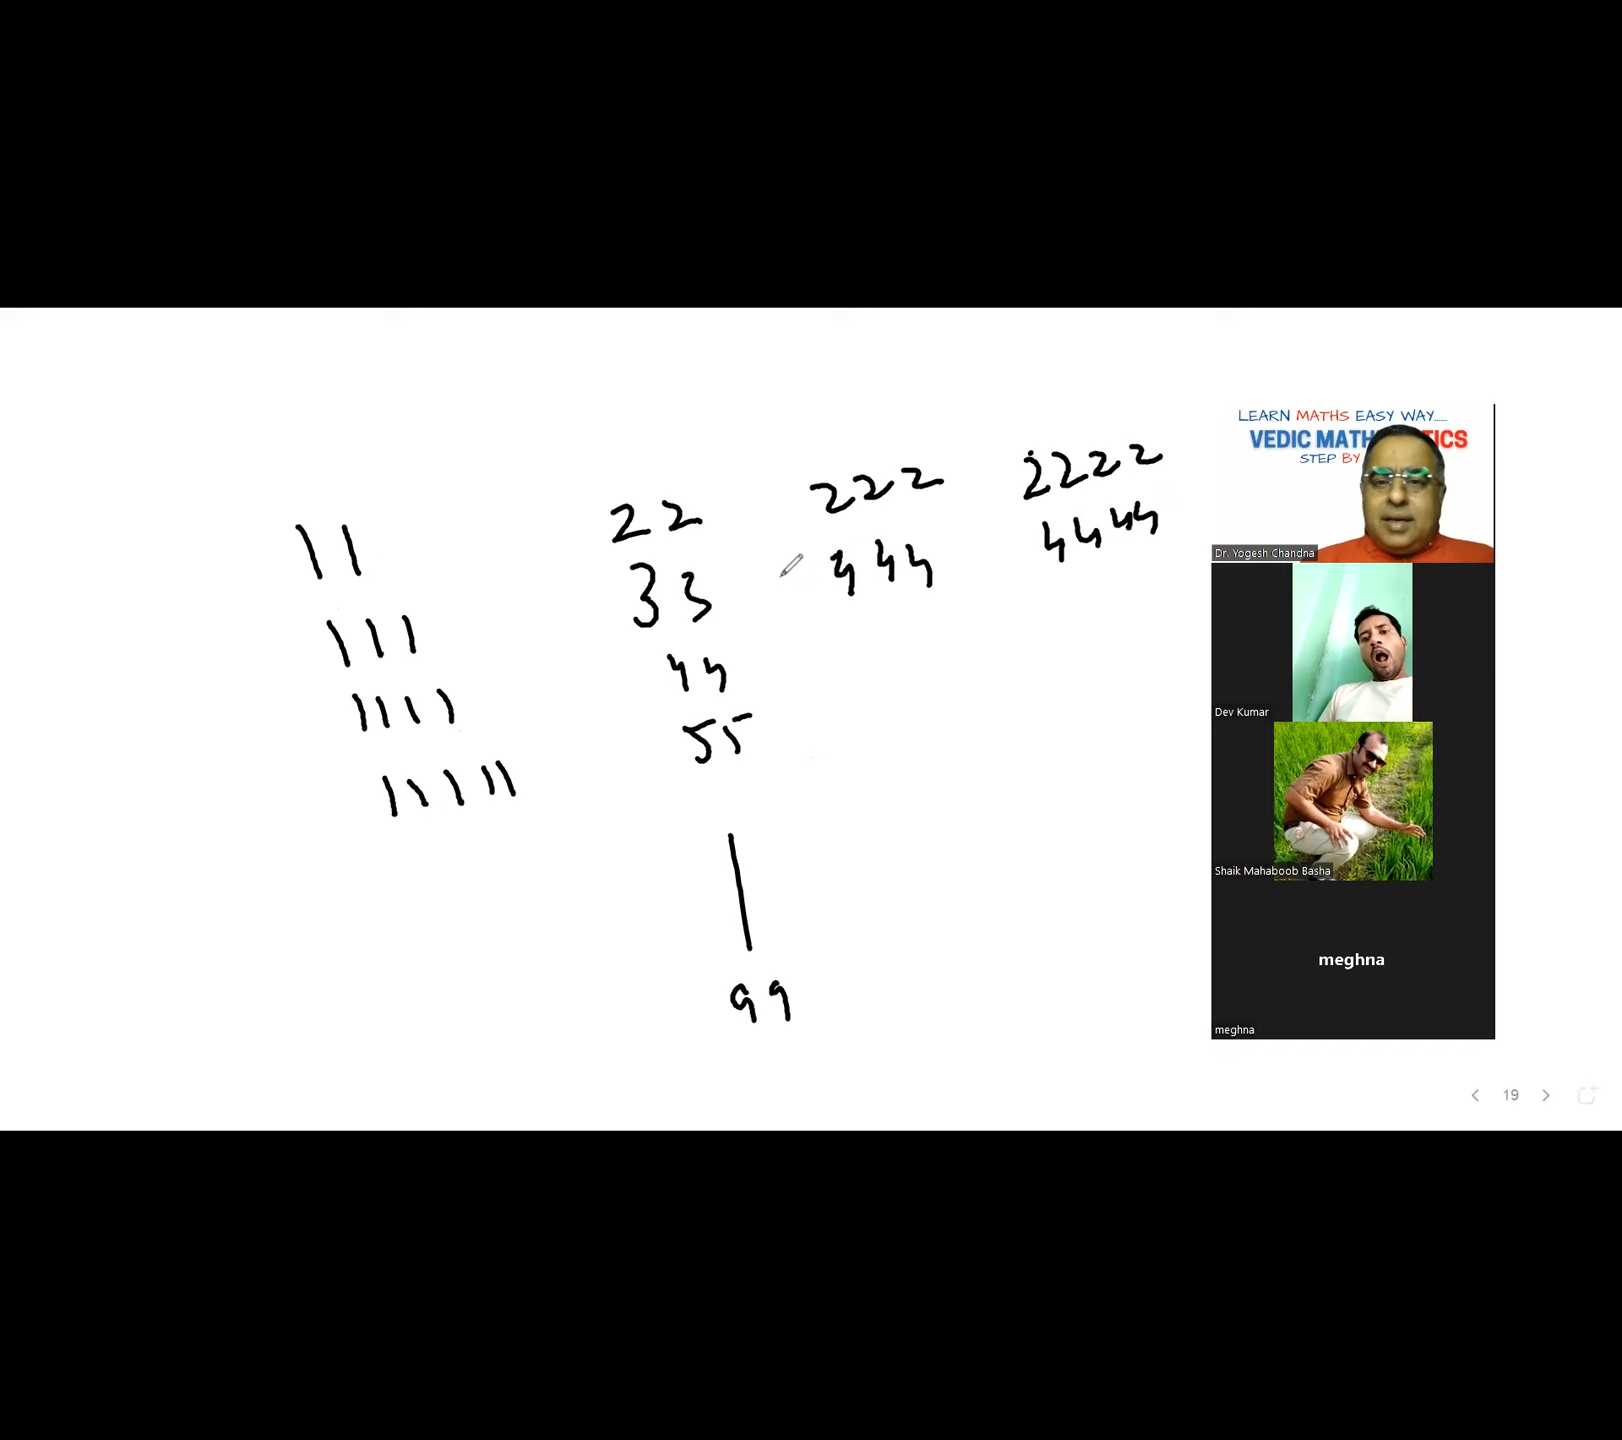 11
111
1111
11111
22
33
44
55
99
222
444
2222
4444
LEARN MATHS EASY WAY......
VEDIC MATH TICS
STEP BY
Dr. Yogesh Chandna
Dev Kumar
Shaik Mahaboob Basha
meghna
meghna
19